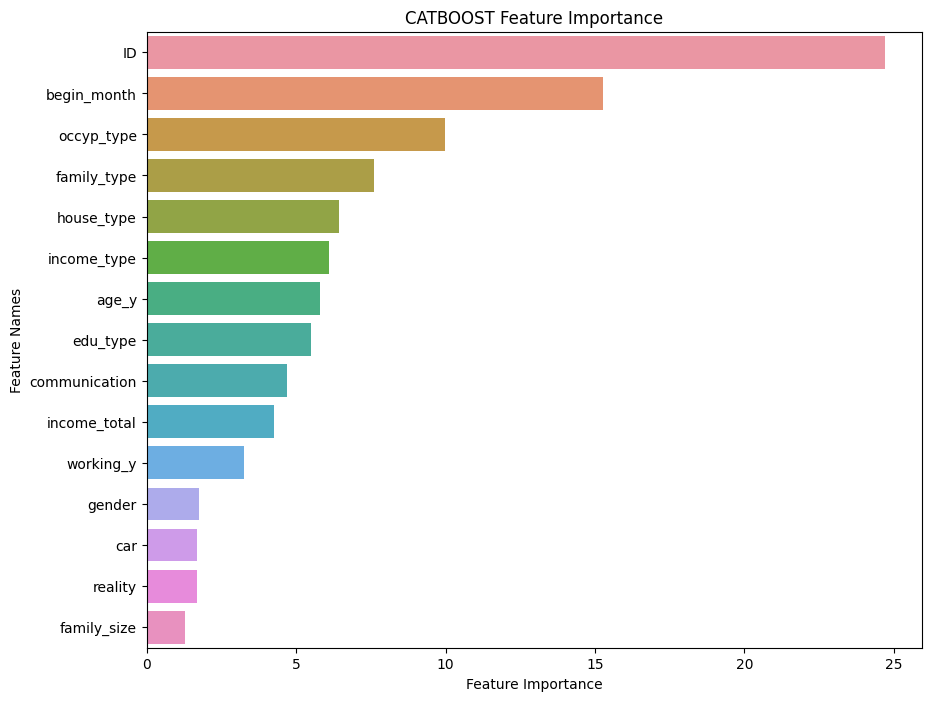 CATBOOST Feature Importance
Feature Names
ID
begin_month
occyp_type
family_type
house_type
income_type
age_y
edu_type
communication
income_total
working_y
gender
car
reality
family_size
0 5 10 15 20 25
Feature Importance